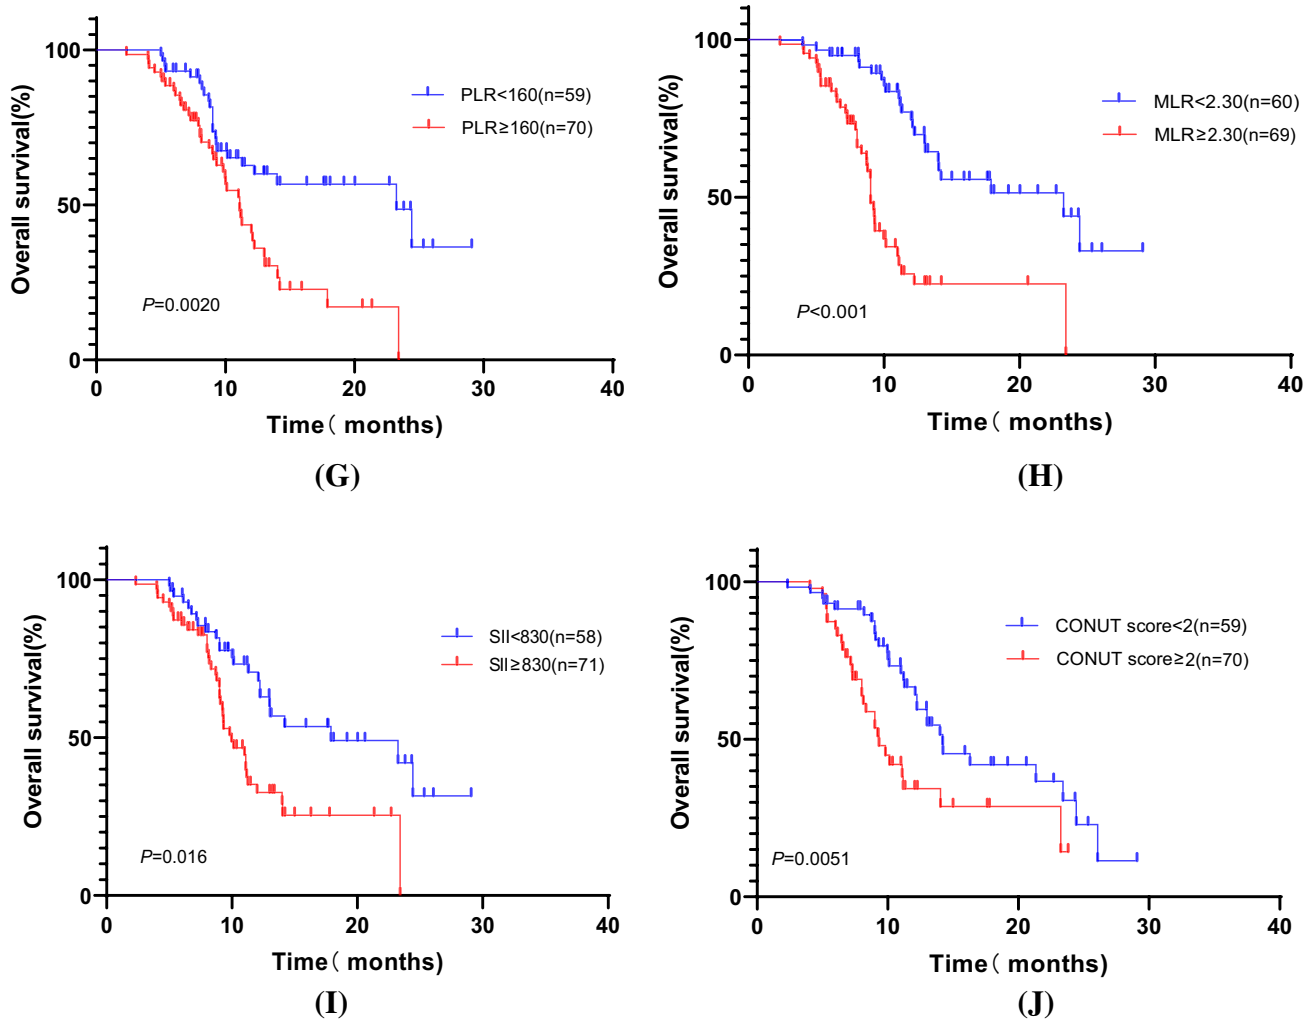 Overall survival(%)
100
50
0
0 10 20 30 40
Time( months)
PLR<160(n=59)
PLR≥160(n=70)
P=0.0020
(G)
Overall survival(%)
100
50
0
0 10 20 30 40
Time( months)
MLR<2.30(n=60)
MLR≥2.30(n=69)
P<0.001
(H)
Overall survival(%)
100
50
0
0 10 20 30 40
Time( months)
SII<830(n=58)
SII≥830(n=71)
P=0.016
(I)
Overall survival(%)
100
50
0
0 10 20 30 40
Time( months)
CONUT score<2(n=59)
CONUT score≥2(n=70)
P=0.0051
(J)